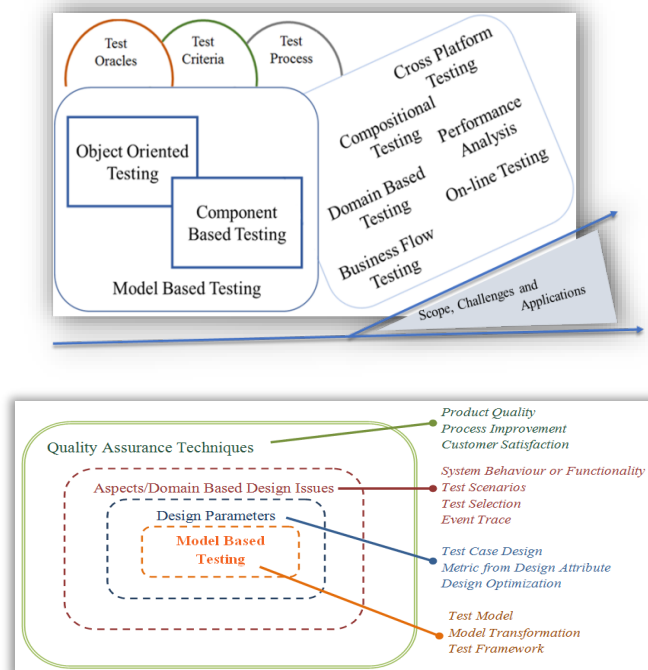 Test
Oracles
Test
Criteria
Test
Process
Object Oriented
Testing
Component
Based Testing
Model Based Testing
Cross Platform
Testing
Compositional
Testing
Performance
Analysis
Domain Based
Testing
On-line Testing
Business Flow
Testing
Scope, Challenges and
Applications
Quality Assurance Techniques
Product Quality
Process Improvement
Customer Satisfaction
Aspects/Domain Based Design Issues
System Behaviour or Functionality
Test Scenarios
Test Selection
Event Trace
Design Parameters
Test Case Design
Metric from Design Attribute
Design Optimization
Model Based
Testing
Test Model
Model Transformation
Test Framework